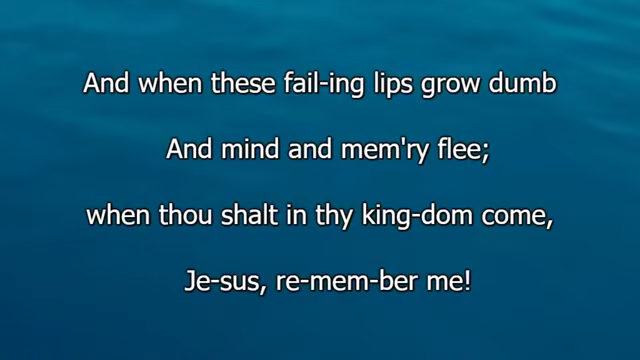 And when these fail-ing lips grow dumb
And mind and mem'ry flee;
when thou shalt in thy king-dom come,
Je-sus, re-mem-ber me!